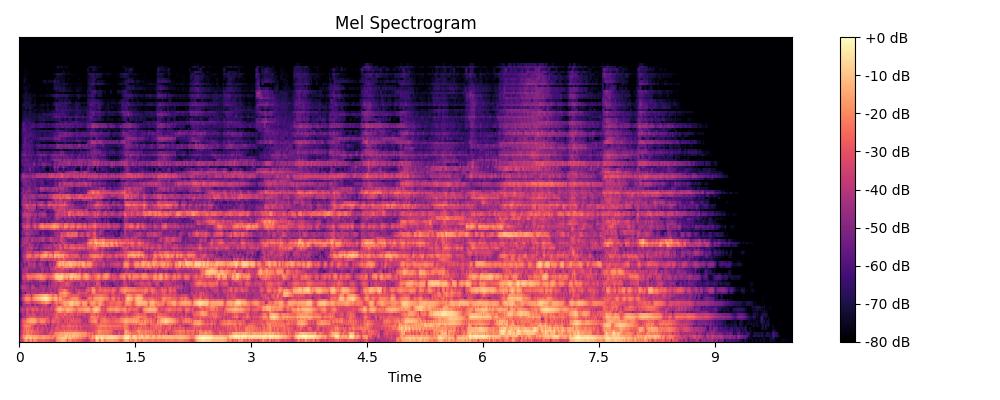 Mel Spectrogram
+0 dB
-10 dB
-20 dB
-30 dB
-40 dB
-50 dB
-60 dB
-70 dB
-80 dB
0 1.5 3 4.5 6 7.5 9
Time